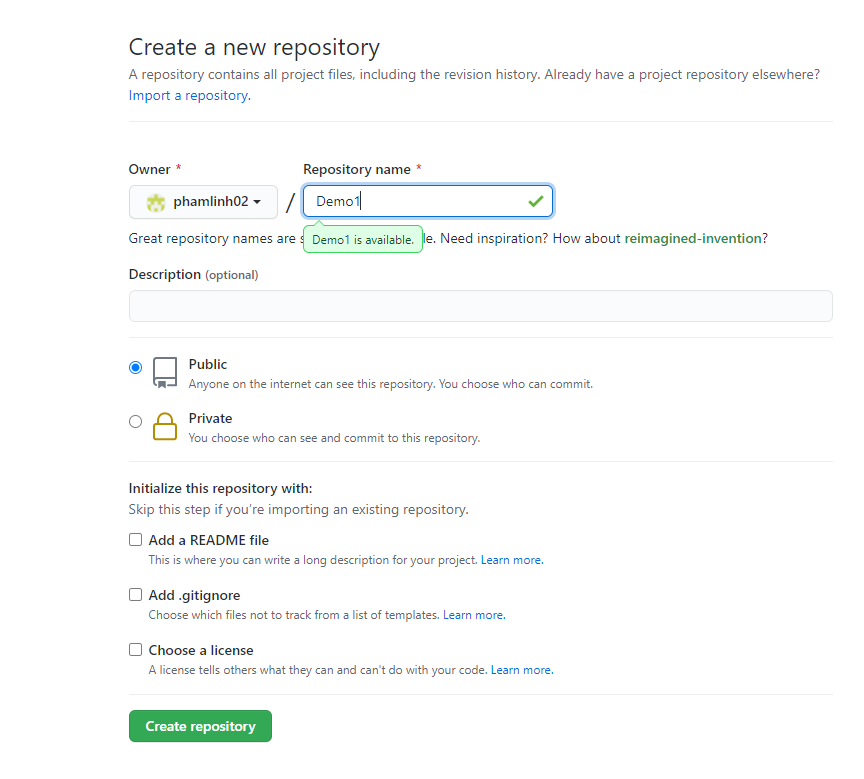 Create a new repository
A repository contains all project files, including the revision history. Already have a project repository elsewhere?
Import a repository.
Owner * Repository name *
phamlinh02 / Demo1
Great repository names are s
Demo1 is available.
le. Need inspiration? How about reimagined-invention?
Description (optional)
Public
Anyone on the internet can see this repository. You choose who can commit.
Private
You choose who can see and commit to this repository.
Initialize this repository with:
Skip this step if you’re importing an existing repository.
Add a README file
This is where you can write a long description for your project. Learn more.
Add .gitignore
Choose which files not to track from a list of templates. Learn more.
Choose a license
A license tells others what they can and can't do with your code. Learn more.
Create repository